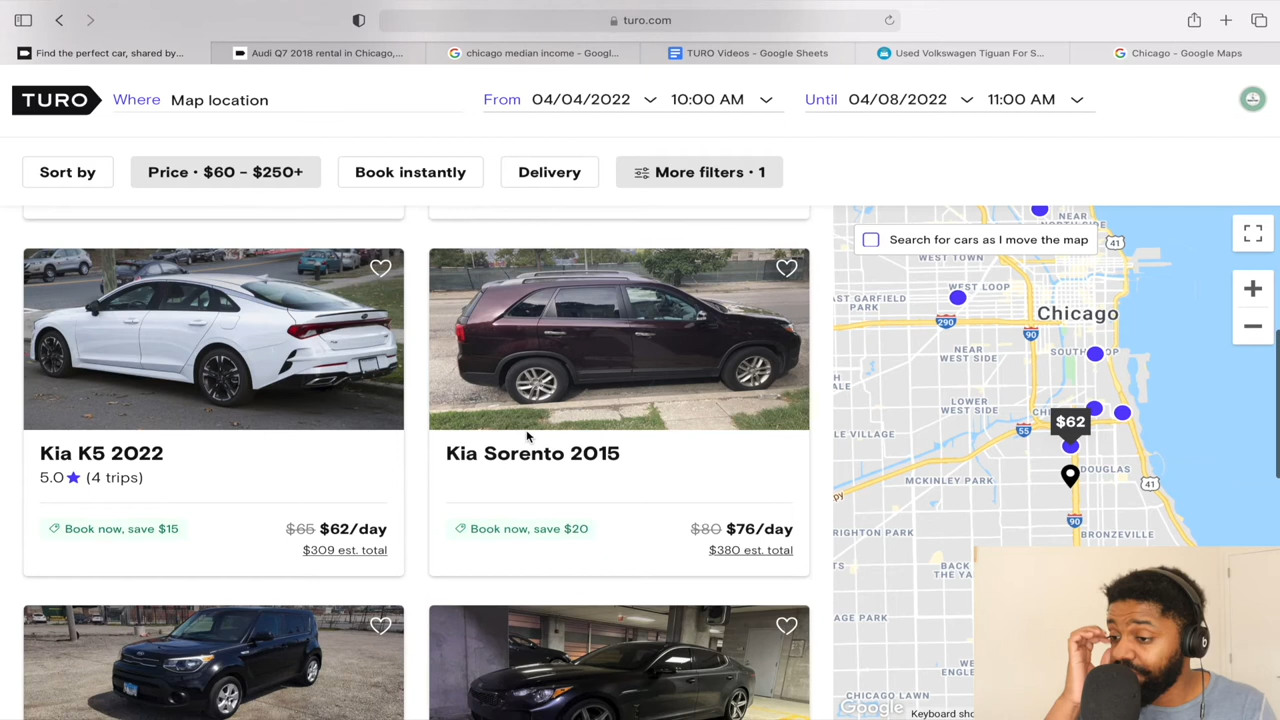 turo.com
Find the perfect car, shared by...
Audi Q7 2018 rental in Chicago,...
chicago median income - Googl...
TURO Videos - Google Sheets
Used Volkswagen Tiguan For S...
Chicago - Google Maps
TURO Where Map location From 04/04/2022 10:00 AM Until 04/08/2022 11:00 AM
Sort by Price • $60 – $250+ Book instantly Delivery More filters • 1
Kia K5 2022
5.0 (4 trips)
Book now, save $15 $65 $62/day
$309 est. total
Kia Sorento 2015
Book now, save $20 $80 $76/day
$380 est. total
Search for cars as I move the map
NEAR
NORTH
41
WEST TOWN
WEST LOOP
AST GARFIELD
PARK
290
90
Chicago
NEAR
WEST SIDE
ALE
LOWER
WEST SIDE
55
$62
LE VILLAGE
DOUGLAS
41
MCKINLEY PARK
90
RIGHTON PARK
BRONZEVILLE
BACK
THE YA
AGE PARK
CHICAGO LAWN
Google
Keyboard sho